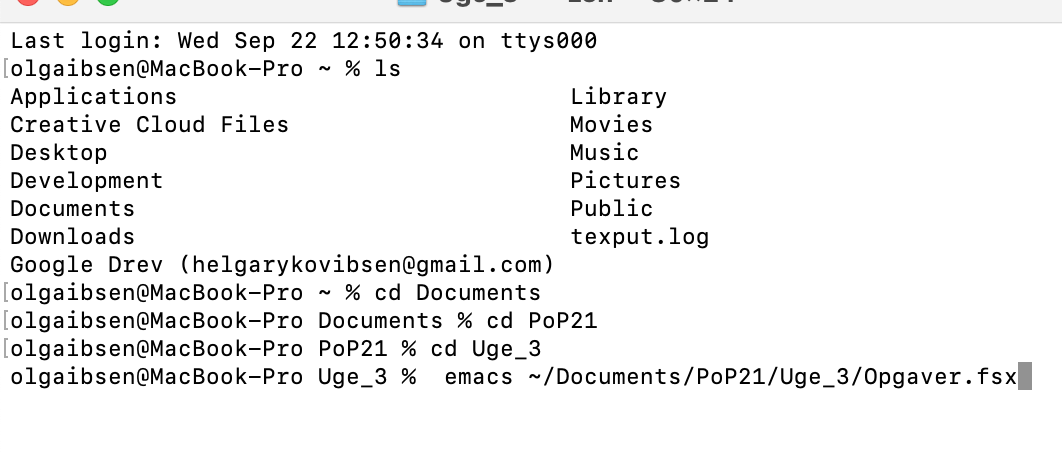 Last login: Wed Sep 22 12:50:34 on ttys000
[olgaibsen@MacBook-Pro ~ % ls
Applications Library
Creative Cloud Files Movies
Desktop Music
Development Pictures
Documents Public
Downloads texput.log
Google Drev (helgarykovibsen@gmail.com)
[olgaibsen@MacBook-Pro ~ % cd Documents
[olgaibsen@MacBook-Pro Documents % cd PoP21
[olgaibsen@MacBook-Pro PoP21 % cd Uge_3
olgaibsen@MacBook-Pro Uge_3 %  emacs ~/Documents/PoP21/Uge_3/Opgaver.fsx